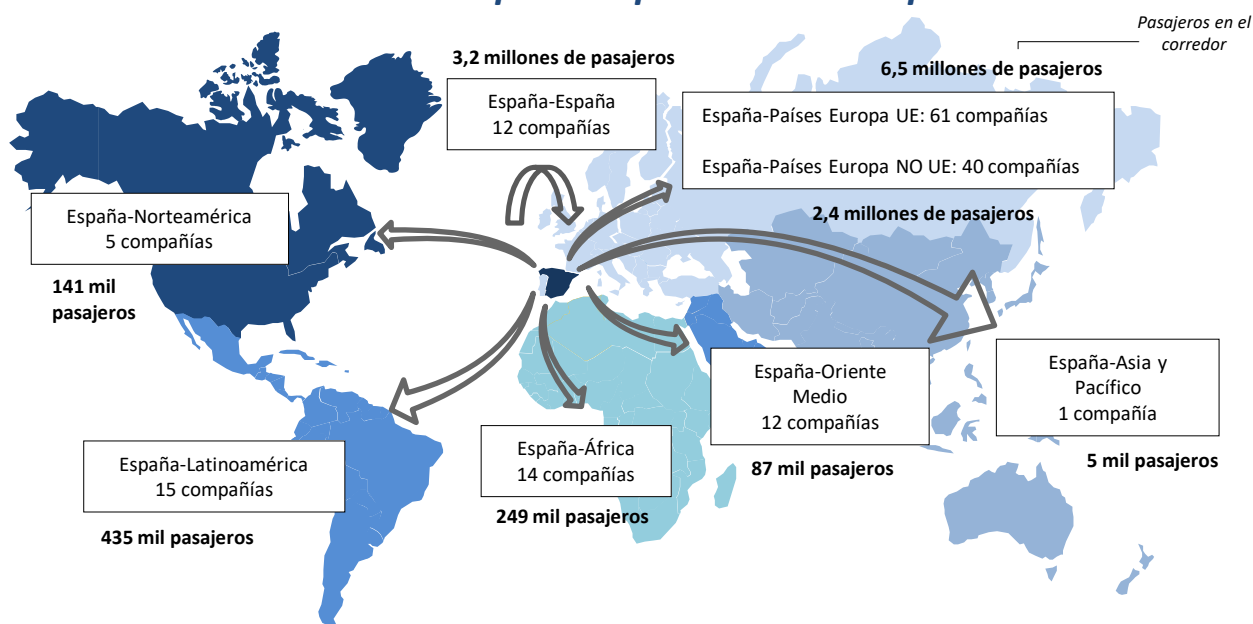 Pasajeros en el
corredor
3,2 millones de pasajeros
España-España
12 compañías
6,5 millones de pasajeros
España-Países Europa UE: 61 compañías
España-Países Europa NO UE: 40 compañías
2,4 millones de pasajeros
España-Norteamérica
5 compañías
141 mil
pasajeros
España-Latinoamérica
15 compañías
435 mil pasajeros
España-África
14 compañías
249 mil pasajeros
España-Oriente
Medio
12 compañías
87 mil pasajeros
España-Asia y
Pacífico
1 compañía
5 mil pasajeros